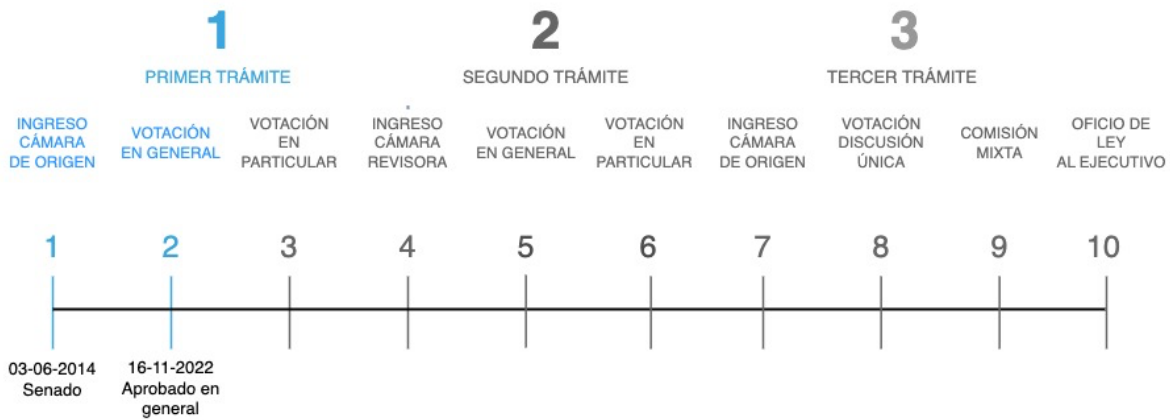 1
2
3
PRIMER TRÁMITE
SEGUNDO TRÁMITE
TERCER TRÁMITE
INGRESO
CÁMARA
DE ORIGEN
VOTACIÓN
EN GENERAL
VOTACIÓN
EN
PARTICULAR
INGRESO
CÁMARA
REVISORA
VOTACIÓN
EN GENERAL
VOTACIÓN
EN
PARTICULAR
INGRESO
CÁMARA
DE ORIGEN
VOTACIÓN
DISCUSIÓN
ÚNICA
COMISIÓN
MIXTA
OFICIO DE
LEY
AL EJECUTIVO
1
2
3
4
5
6
7
8
9
10
03-06-2014
Senado
16-11-2022
Aprobado en
general